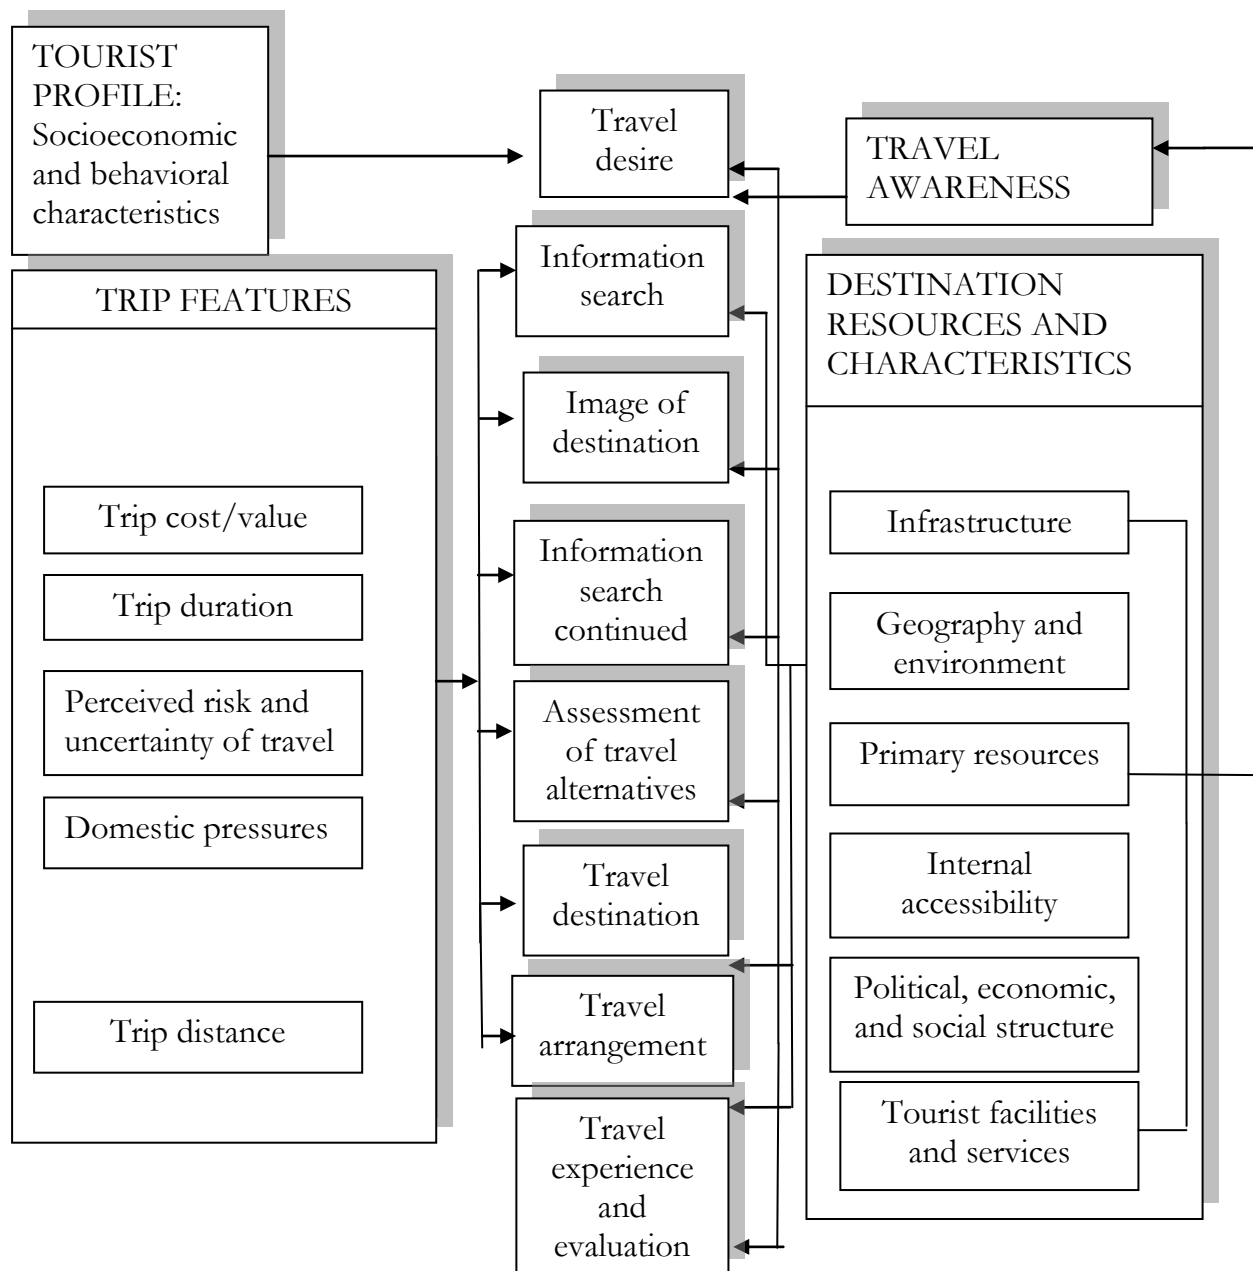 TOURIST
PROFILE:
Socioeconomic
and behavioral
characteristics
Travel
desire
TRAVEL
AWARENESS
TRIP FEATURES
Trip cost/value
Trip duration
Perceived risk and
uncertainty of travel
Domestic pressures
Trip distance
Information
search
Image of
destination
Information
search
continued
Assessment
of travel
alternatives
Travel
destination
Travel
arrangement
Travel
experience
and
evaluation
DESTINATION
RESOURCES AND
CHARACTERISTICS
Infrastructure
Geography and
environment
Primary resources
Internal
accessibility
Political, economic,
and social structure
Tourist facilities
and services